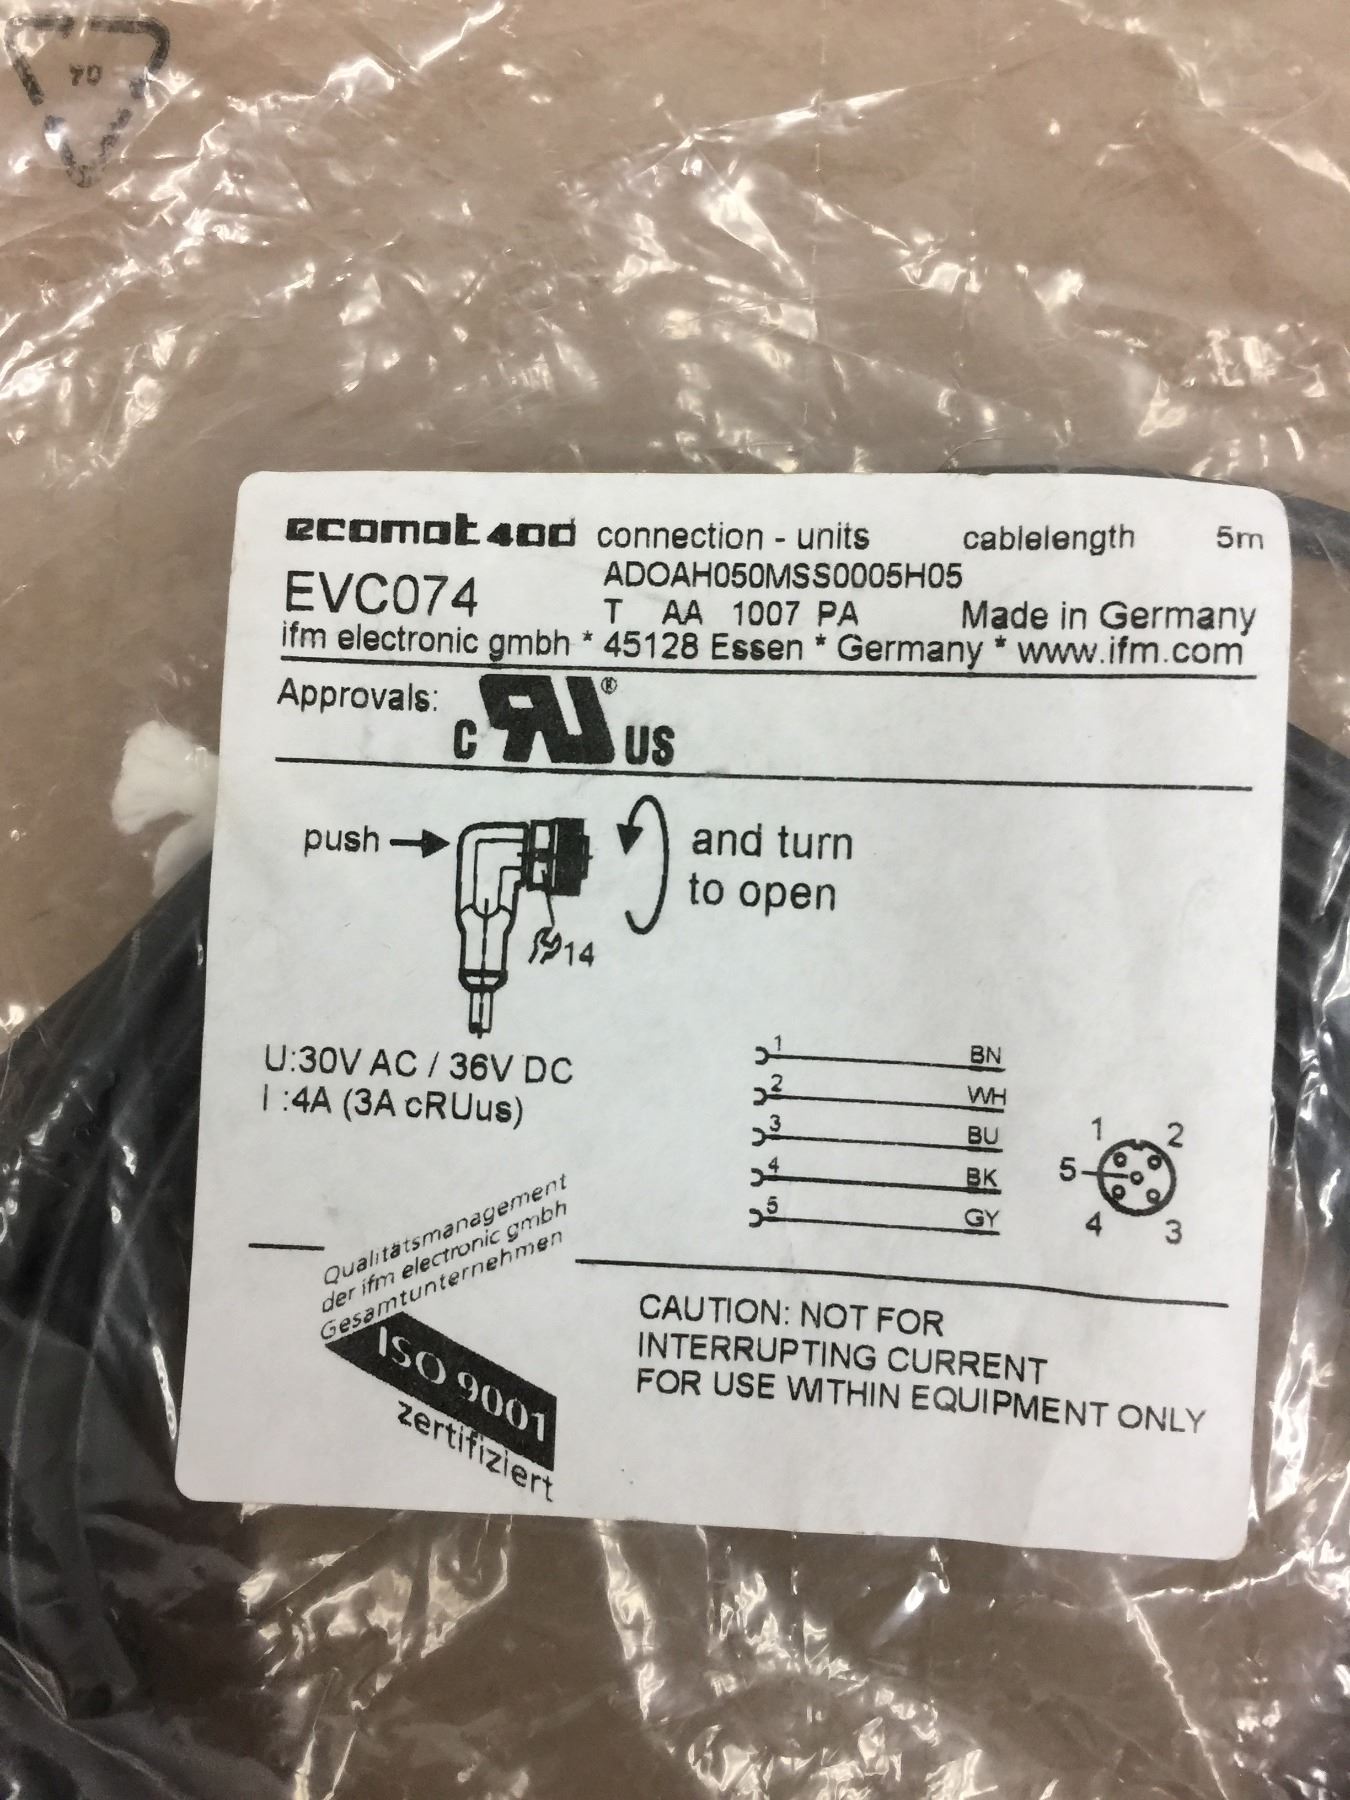 04
ecomat400 connection - units cablelength 5m
ADOAH050MSS0005H05
EVC074 T AA 1007 PA Made in Germany
ifm electronic gmbh * 45128 Essen * Germany * www.ifm.com
Approvals: c RU ® US
push and turn
to open
14
U:30V AC / 36V DC
I :4A (3A cRUus)
1 BN
2 WH
3 BU
4 BK
5 GY
1 2
5
4 3
Qualitätsmanagement
der ifm electronic gmbh
Gesamtunternehmen
ISO 9001
zertifiziert
CAUTION: NOT FOR
INTERRUPTING CURRENT
FOR USE WITHIN EQUIPMENT ONLY